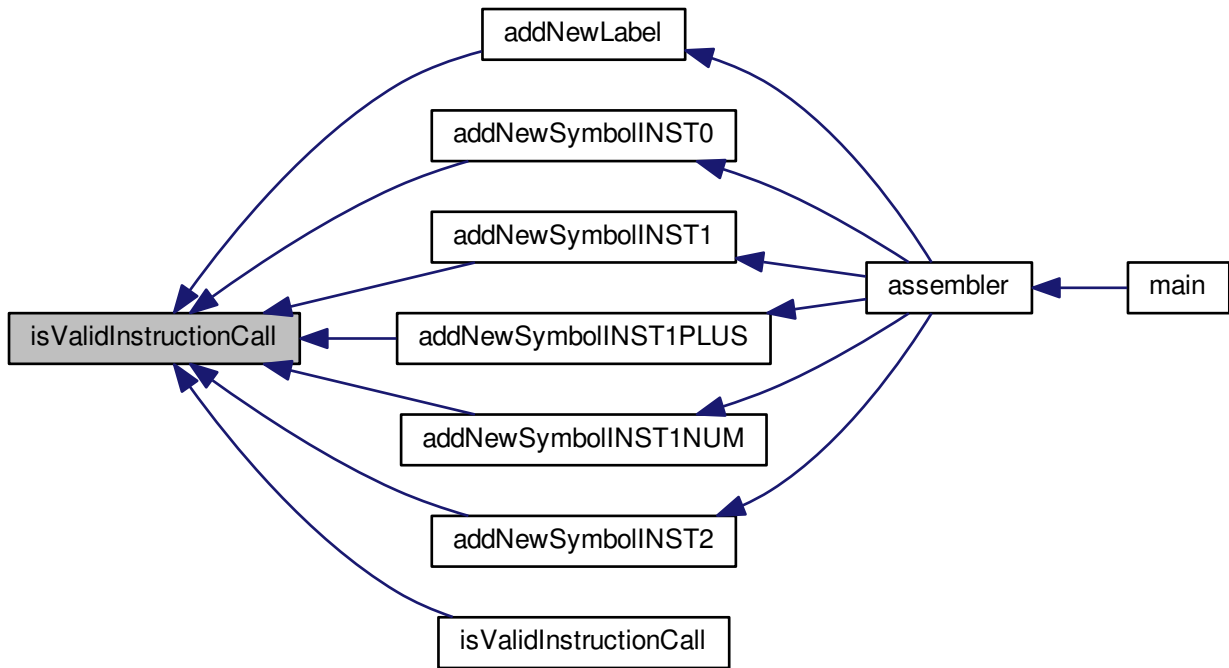 addNewLabel
addNewSymbolINST0
addNewSymbolINST1
assembler
main
isValidInstructionCall
addNewSymbolINST1PLUS
addNewSymbolINST1NUM
addNewSymbolINST2
isValidInstructionCall